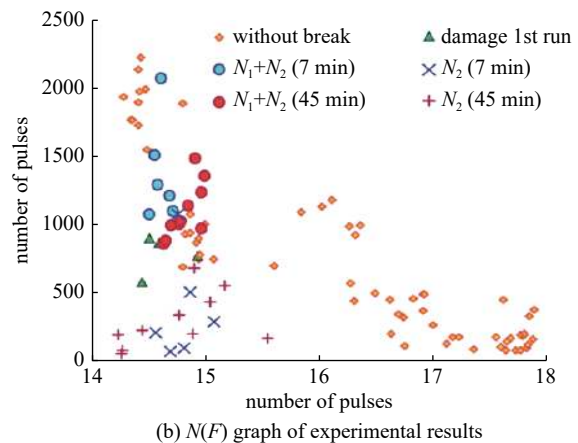 without break
damage 1st run
N₁+N₂ (7 min)
N₂ (7 min)
N₁+N₂ (45 min)
N₂ (45 min)
number of pulses
2500
2000
1500
1000
500
0
14 15 16 17 18
number of pulses
(b) N(F) graph of experimental results